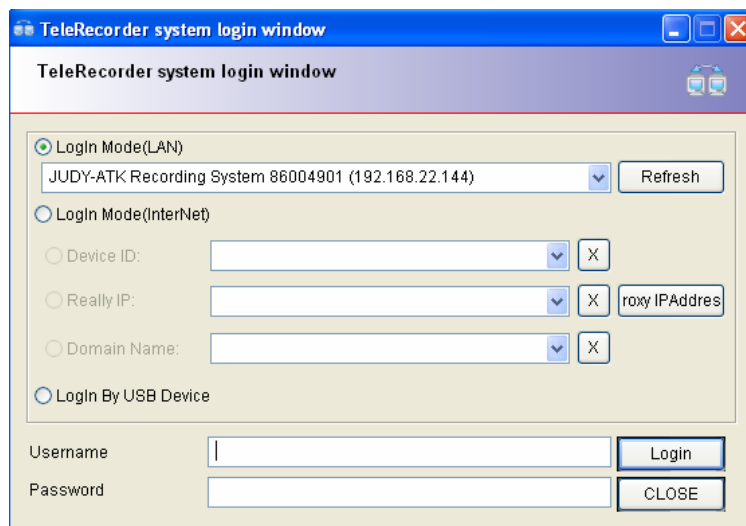 TeleRecorder system login window
TeleRecorder system login window
LogIn Mode(LAN)
JUDY-ATK Recording System 86004901 (192.168.22.144) Refresh
LogIn Mode(InterNet)
Device ID: X
Really IP: X roxy IPAddres
Domain Name: X
LogIn By USB Device
Username Login
Password CLOSE